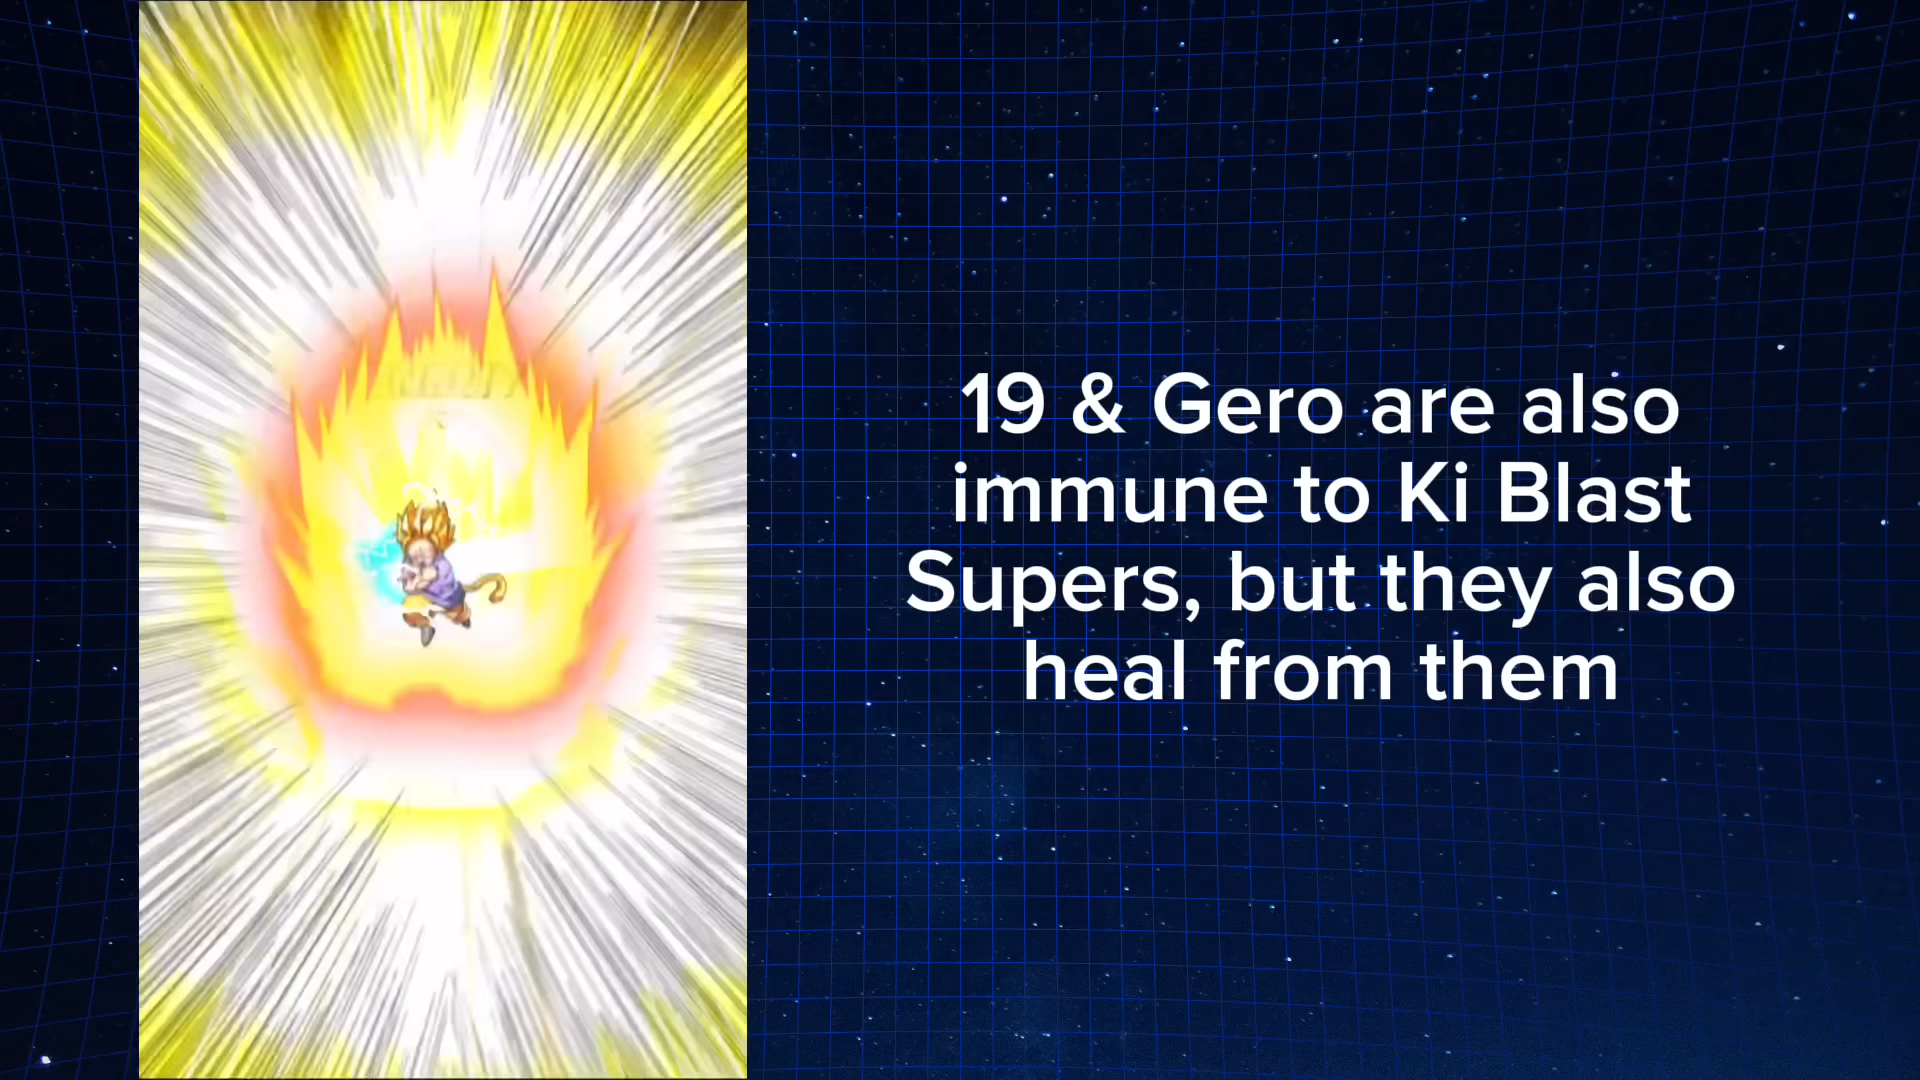 19 & Gero are also
immune to Ki Blast
Supers, but they also
heal from them